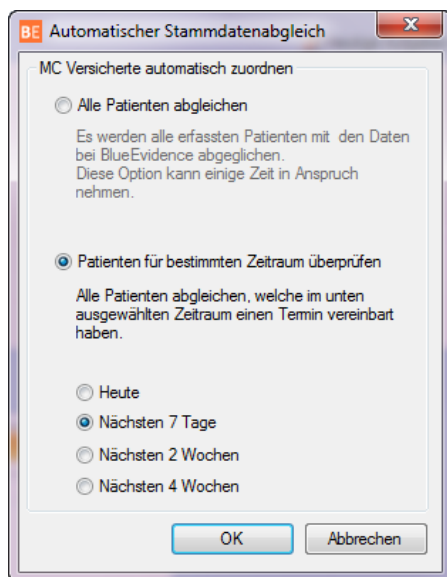 BE Automatischer Stammdatenabgleich
MC Versicherte automatisch zuordnen
Alle Patienten abgleichen
Es werden alle erfassten Patienten mit den Daten
bei BlueEvidence abgeglichen.
Diese Option kann einige Zeit in Anspruch
nehmen.
Patienten für bestimmten Zeitraum überprüfen
Alle Patienten abgleichen, welche im unten
ausgewählten Zeitraum einen Termin vereinbart
haben.
Heute
Nächsten 7 Tage
Nächsten 2 Wochen
Nächsten 4 Wochen
OK Abbrechen